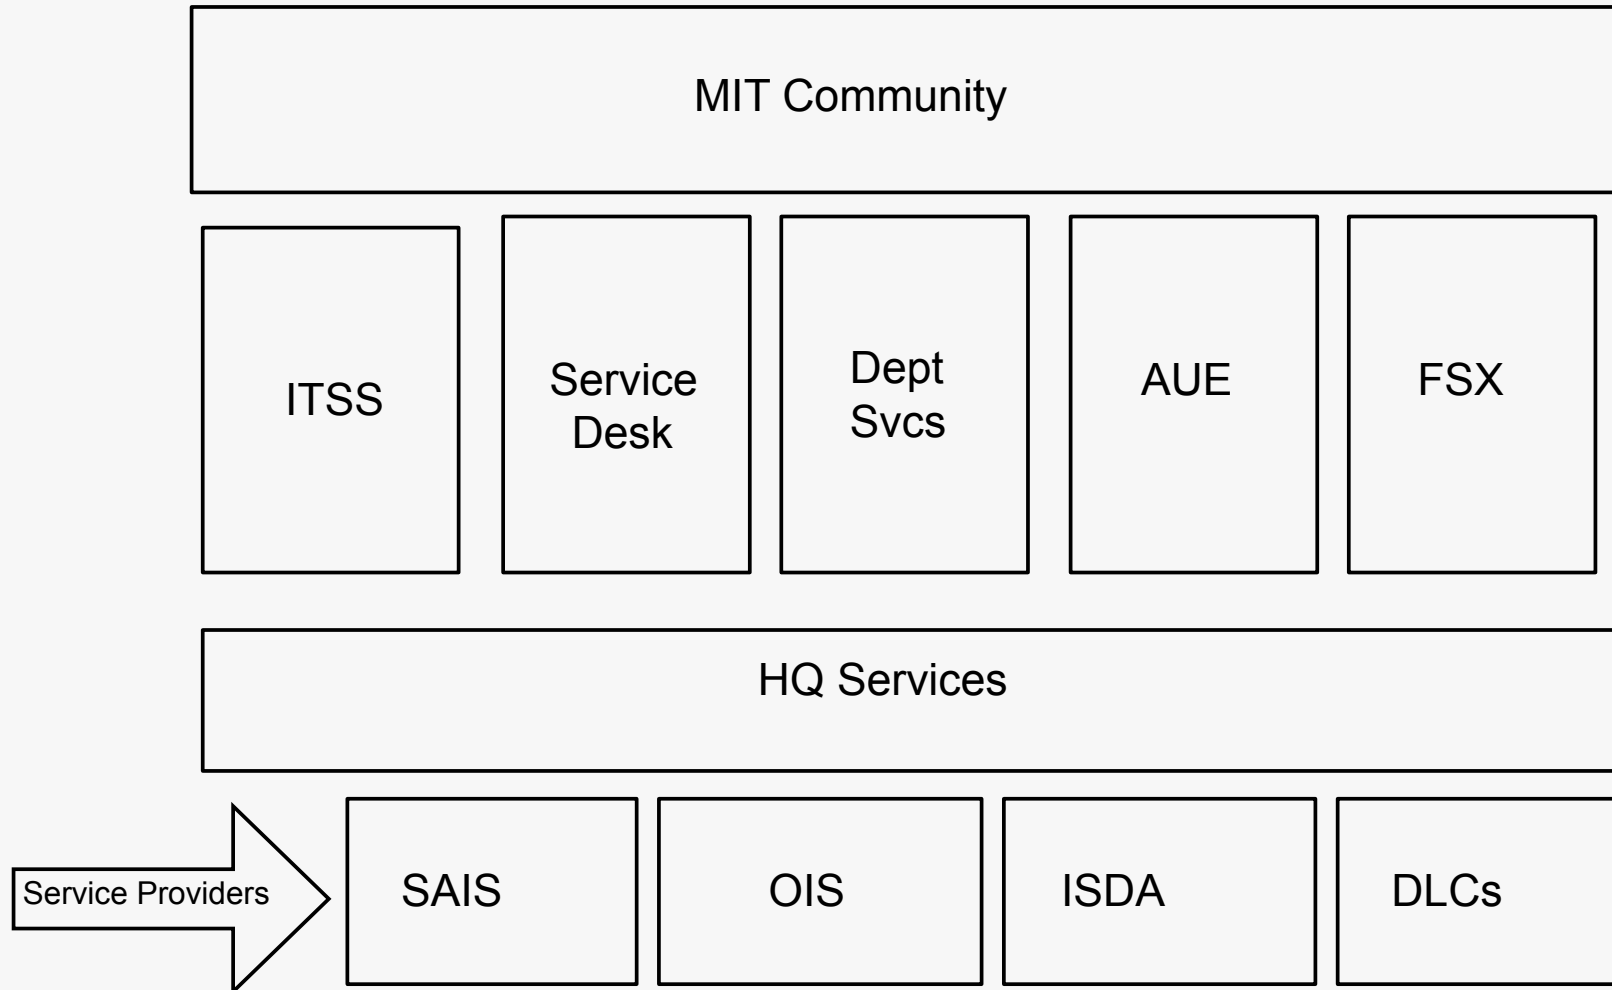 MIT Community
ITSS
Service
Desk
Dept
Svcs
AUE
FSX
HQ Services
Service Providers
SAIS
OIS
ISDA
DLCs